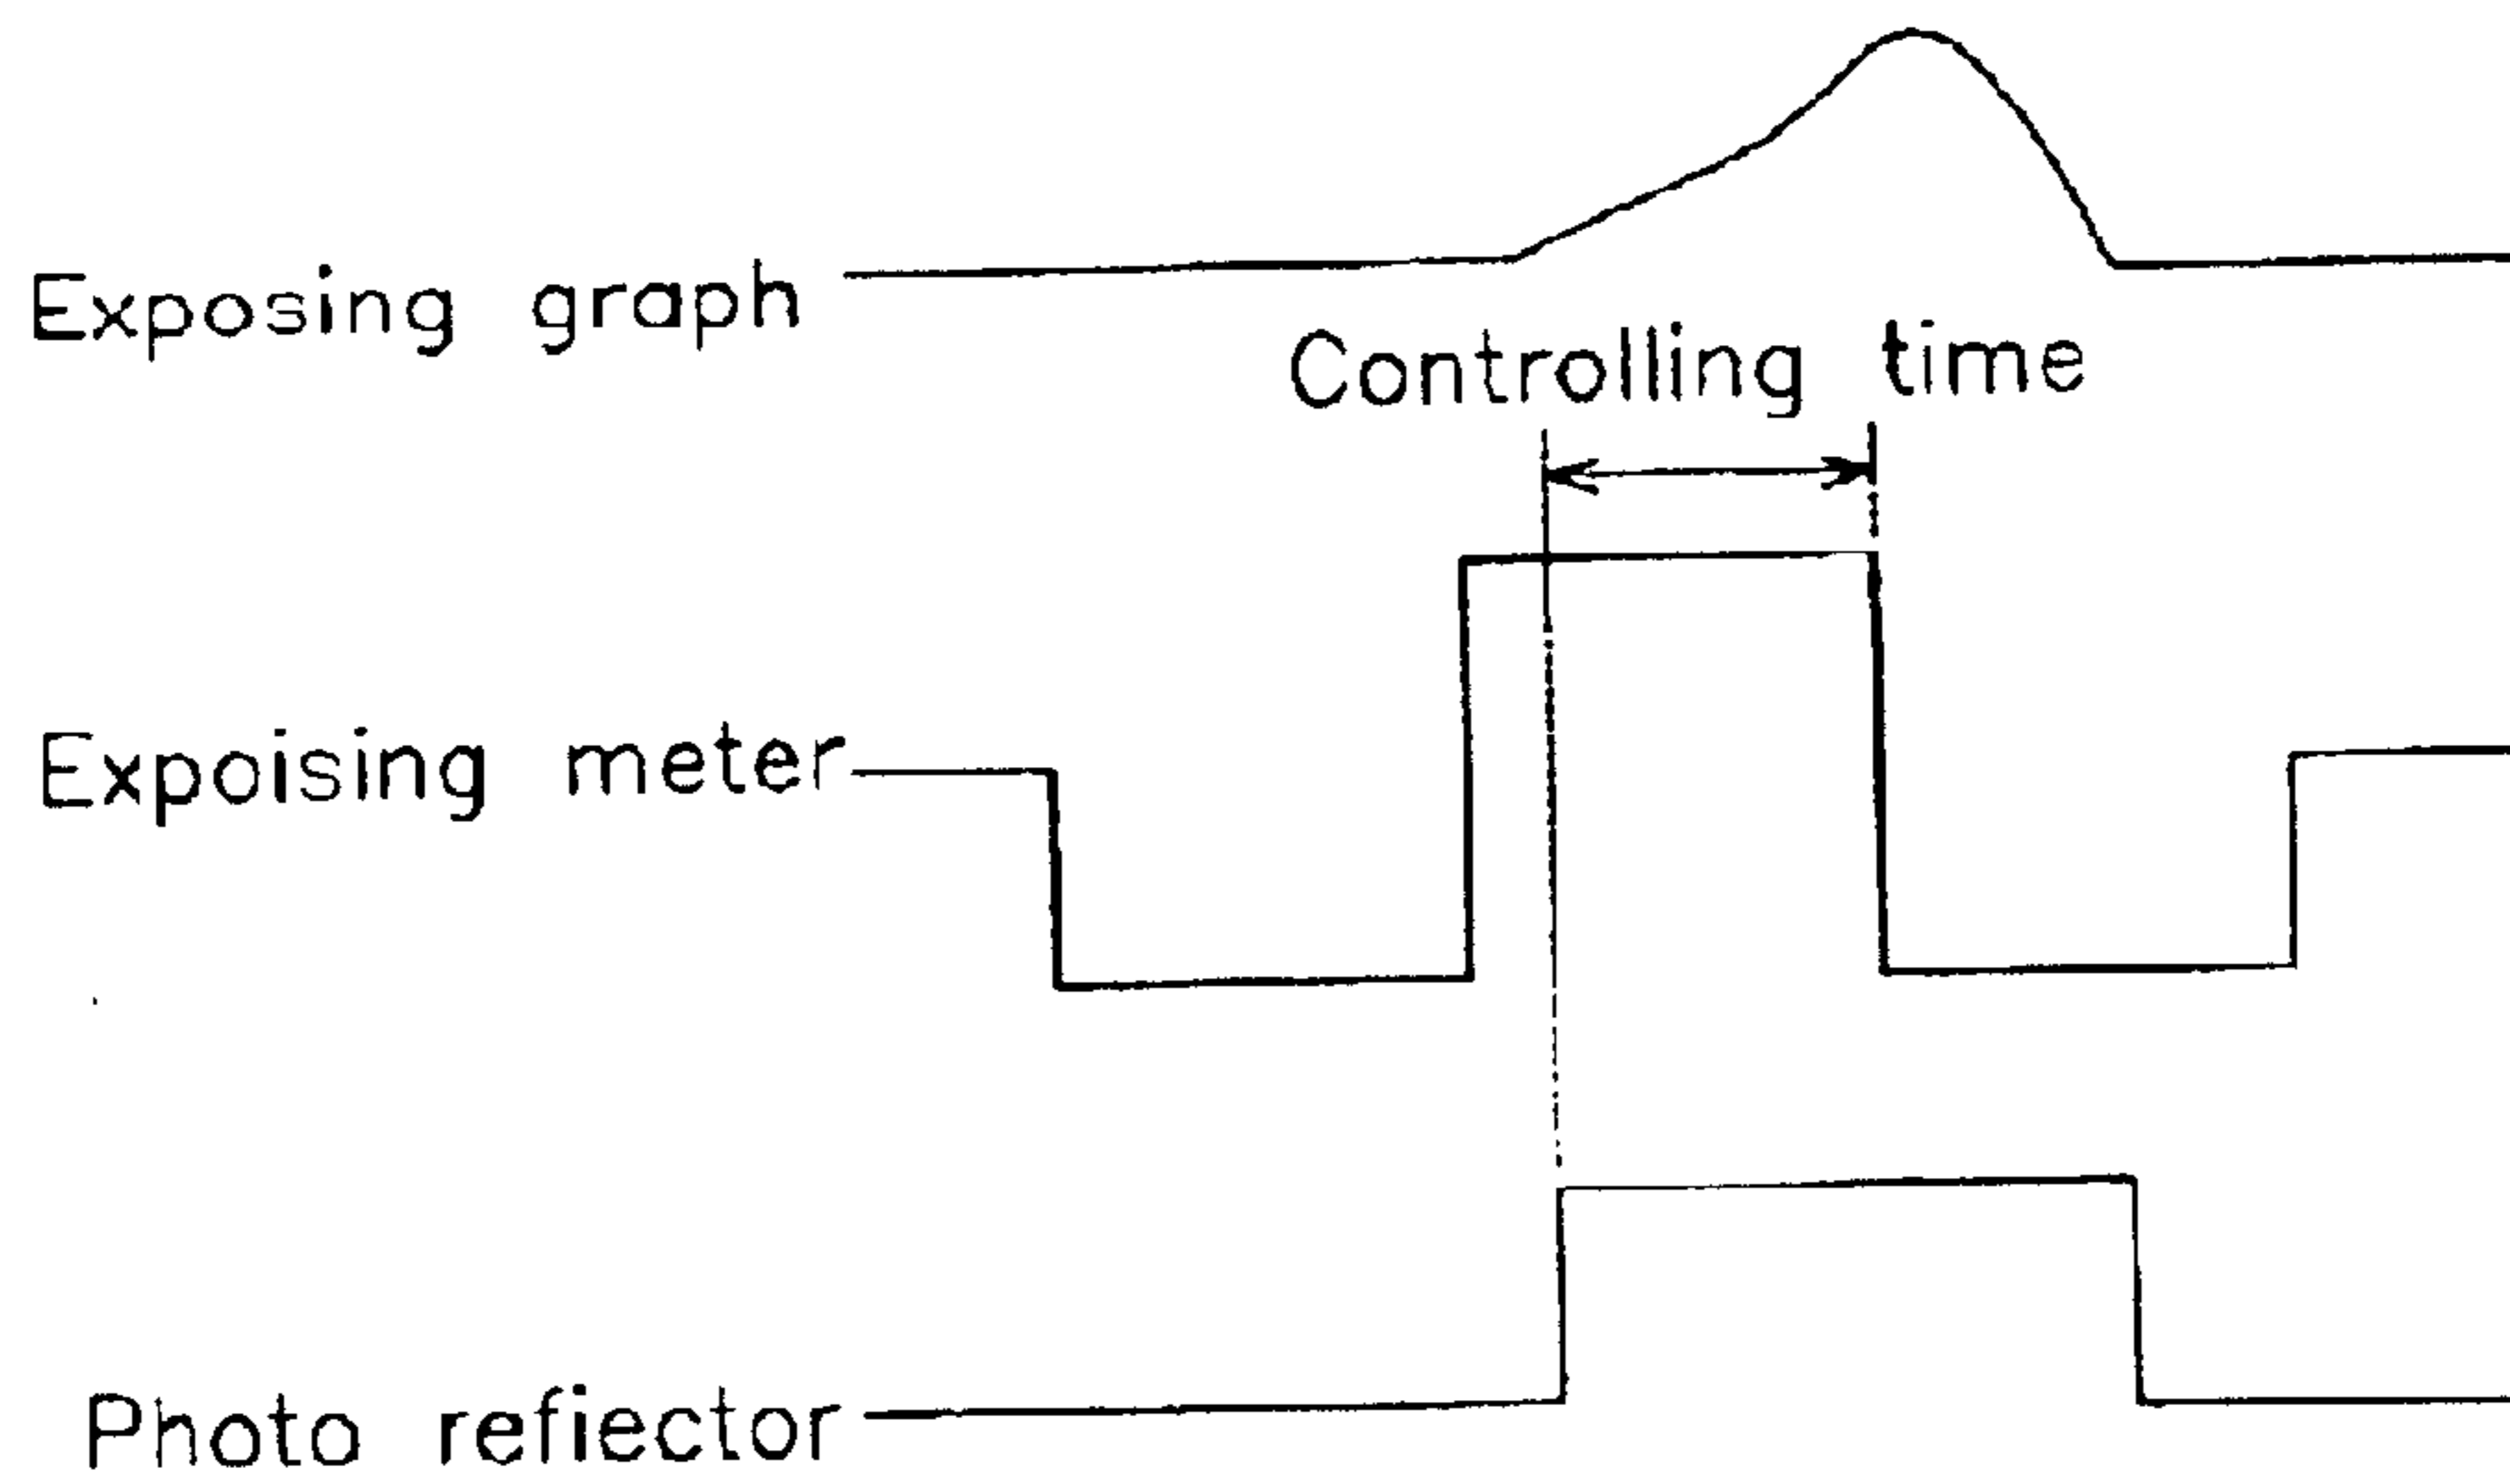 Exposing graph
Controlling time
Expoising meter
Photo refiector